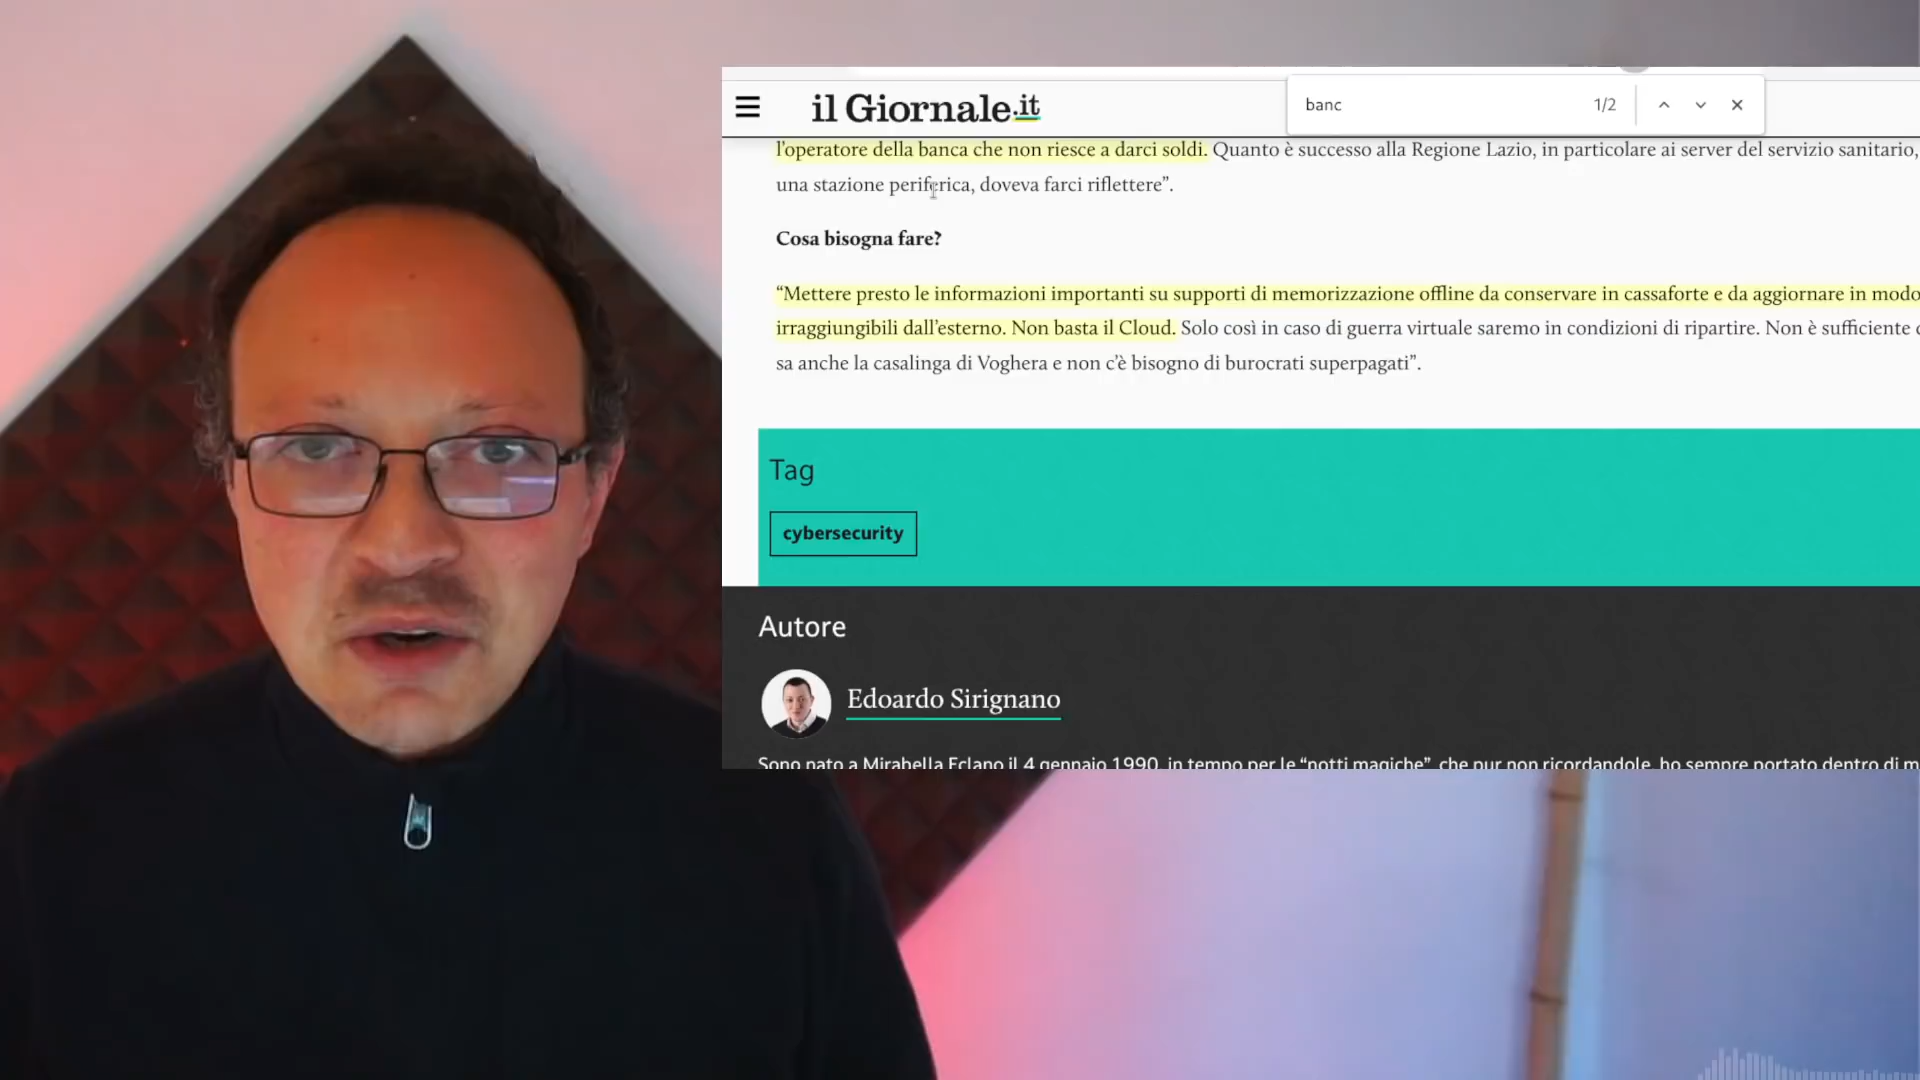 il Giornale.it
banc
1/2
l'operatore della banca che non riesce a darci soldi. Quanto è successo alla Regione Lazio, in particolare ai server del servizio sanitario,
una stazione periferica, doveva farci riflettere”.
Cosa bisogna fare?
“Mettere presto le informazioni importanti su supporti di memorizzazione offline da conservare in cassaforte e da aggiornare in modo
irraggiungibili dall'esterno. Non basta il Cloud. Solo così in caso di guerra virtuale saremo in condizioni di ripartire. Non è sufficiente
sa anche la casalinga di Voghera e non c'è bisogno di burocrati superpagati”.
Tag
cybersecurity
Autore
Edoardo Sirignano
Sono nato a Mirabella Eclano il 4 gennaio 1990, in tempo per le “notti magiche”, che pur non ricordandole, ho sempre portato dentro di